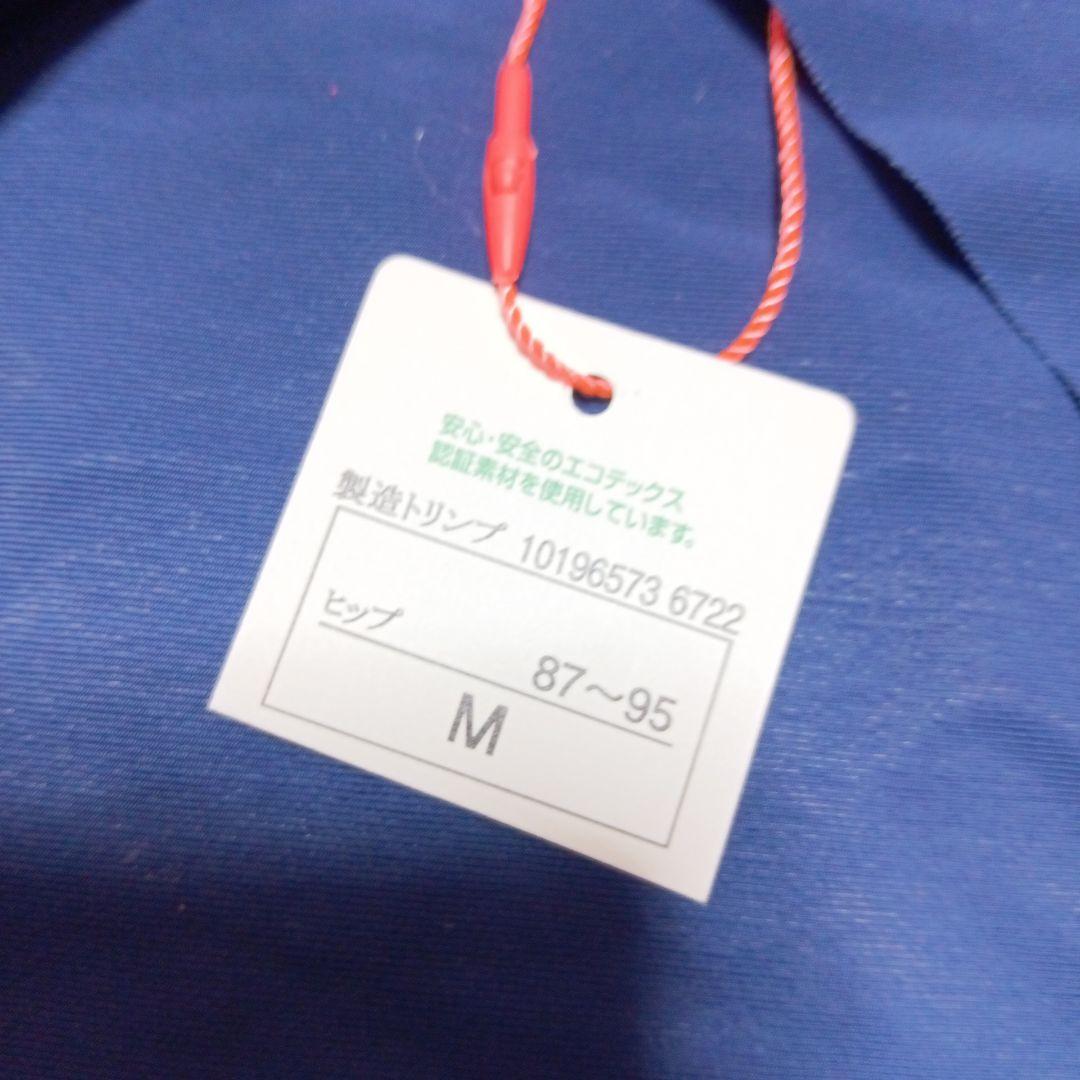 安心・安全のエコテックス
認証素材を使用しています。
製造トリンプ 10196573 6722
ヒップ
87～95
M